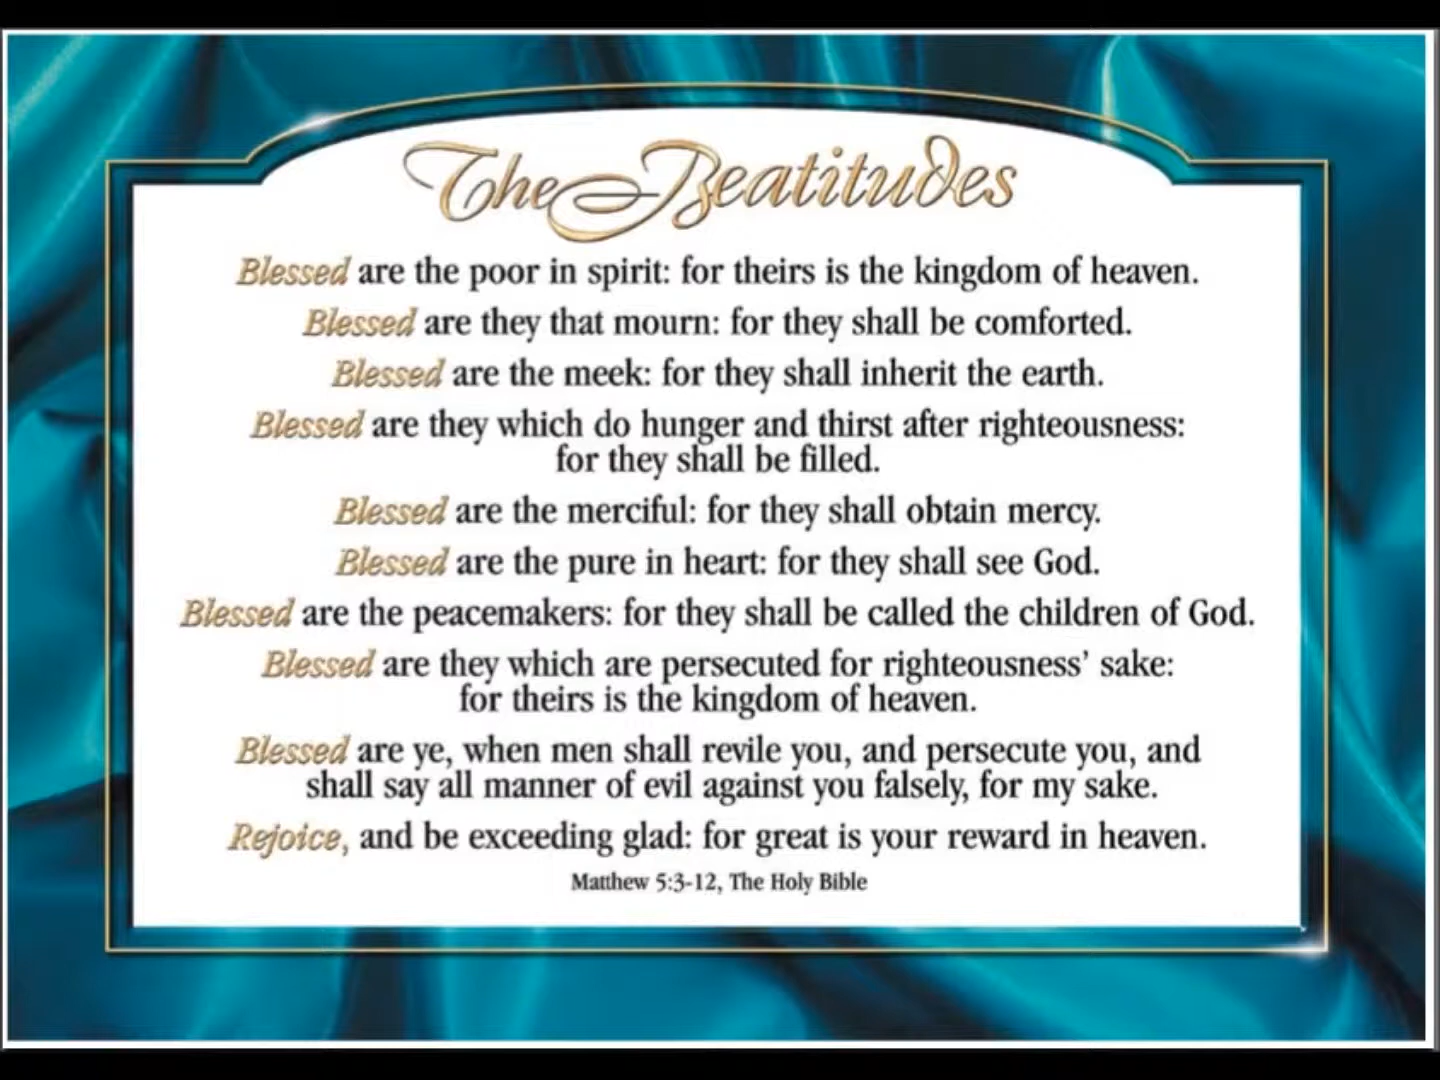 The Beatitudes
Blessed are the poor in spirit: for theirs is the kingdom of heaven.
Blessed are they that mourn: for they shall be comforted.
Blessed are the meek: for they shall inherit the earth.
Blessed are they which do hunger and thirst after righteousness:
for they shall be filled.
Blessed are the merciful: for they shall obtain mercy.
Blessed are the pure in heart: for they shall see God.
Blessed are the peacemakers: for they shall be called the children of God.
Blessed are they which are persecuted for righteousness’ sake:
for theirs is the kingdom of heaven.
Blessed are ye, when men shall revile you, and persecute you, and
shall say all manner of evil against you falsely, for my sake.
Rejoice, and be exceeding glad: for great is your reward in heaven.
Matthew 5:3-12, The Holy Bible